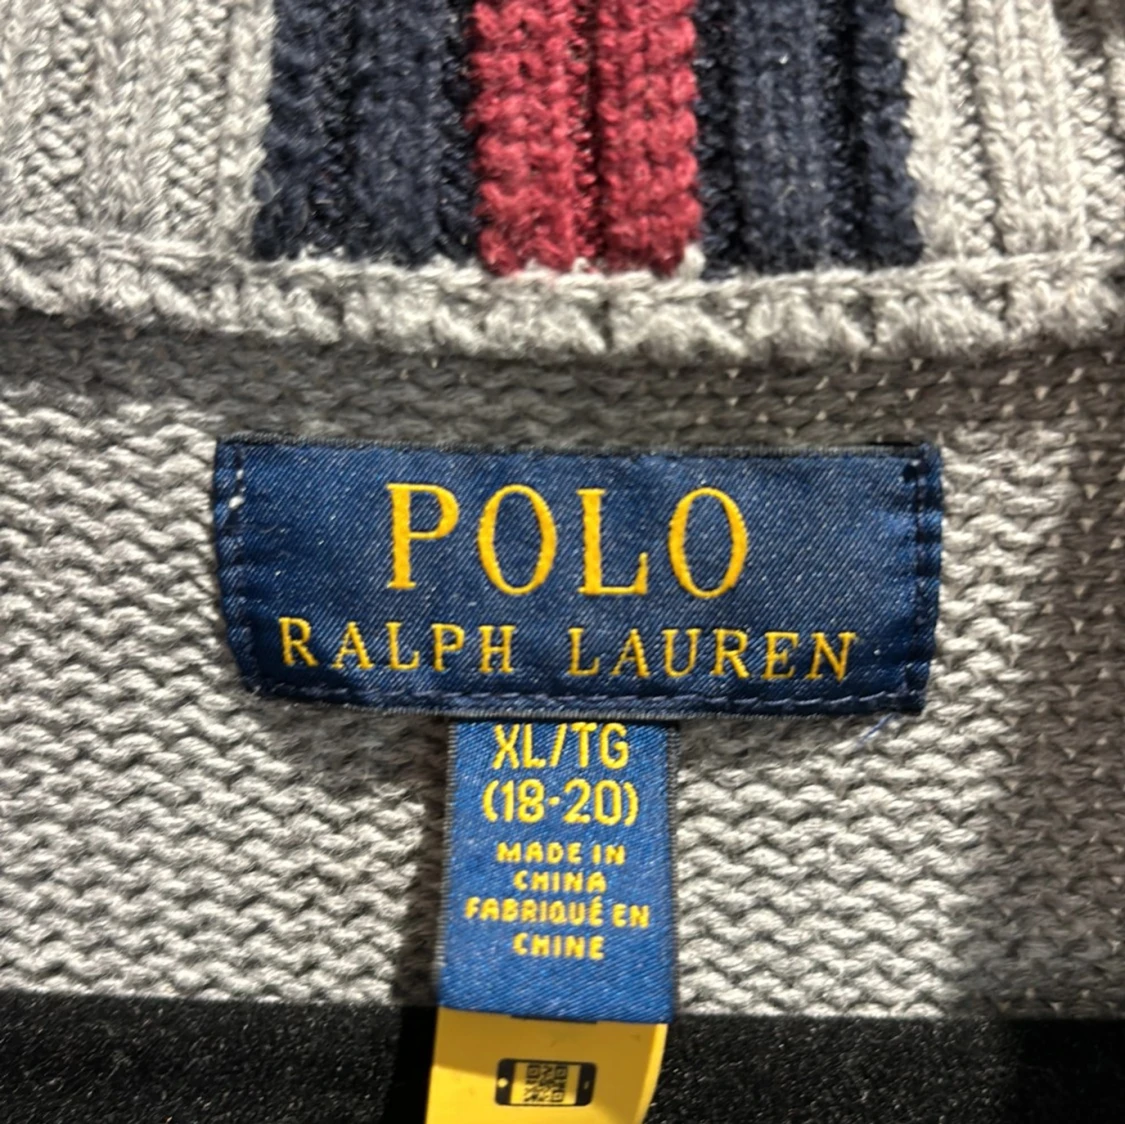 POLO
RALPH LAUREN
XL/TG
(18-20)
MADE IN
CHINA
FABRIQUÉ EN
CHINE